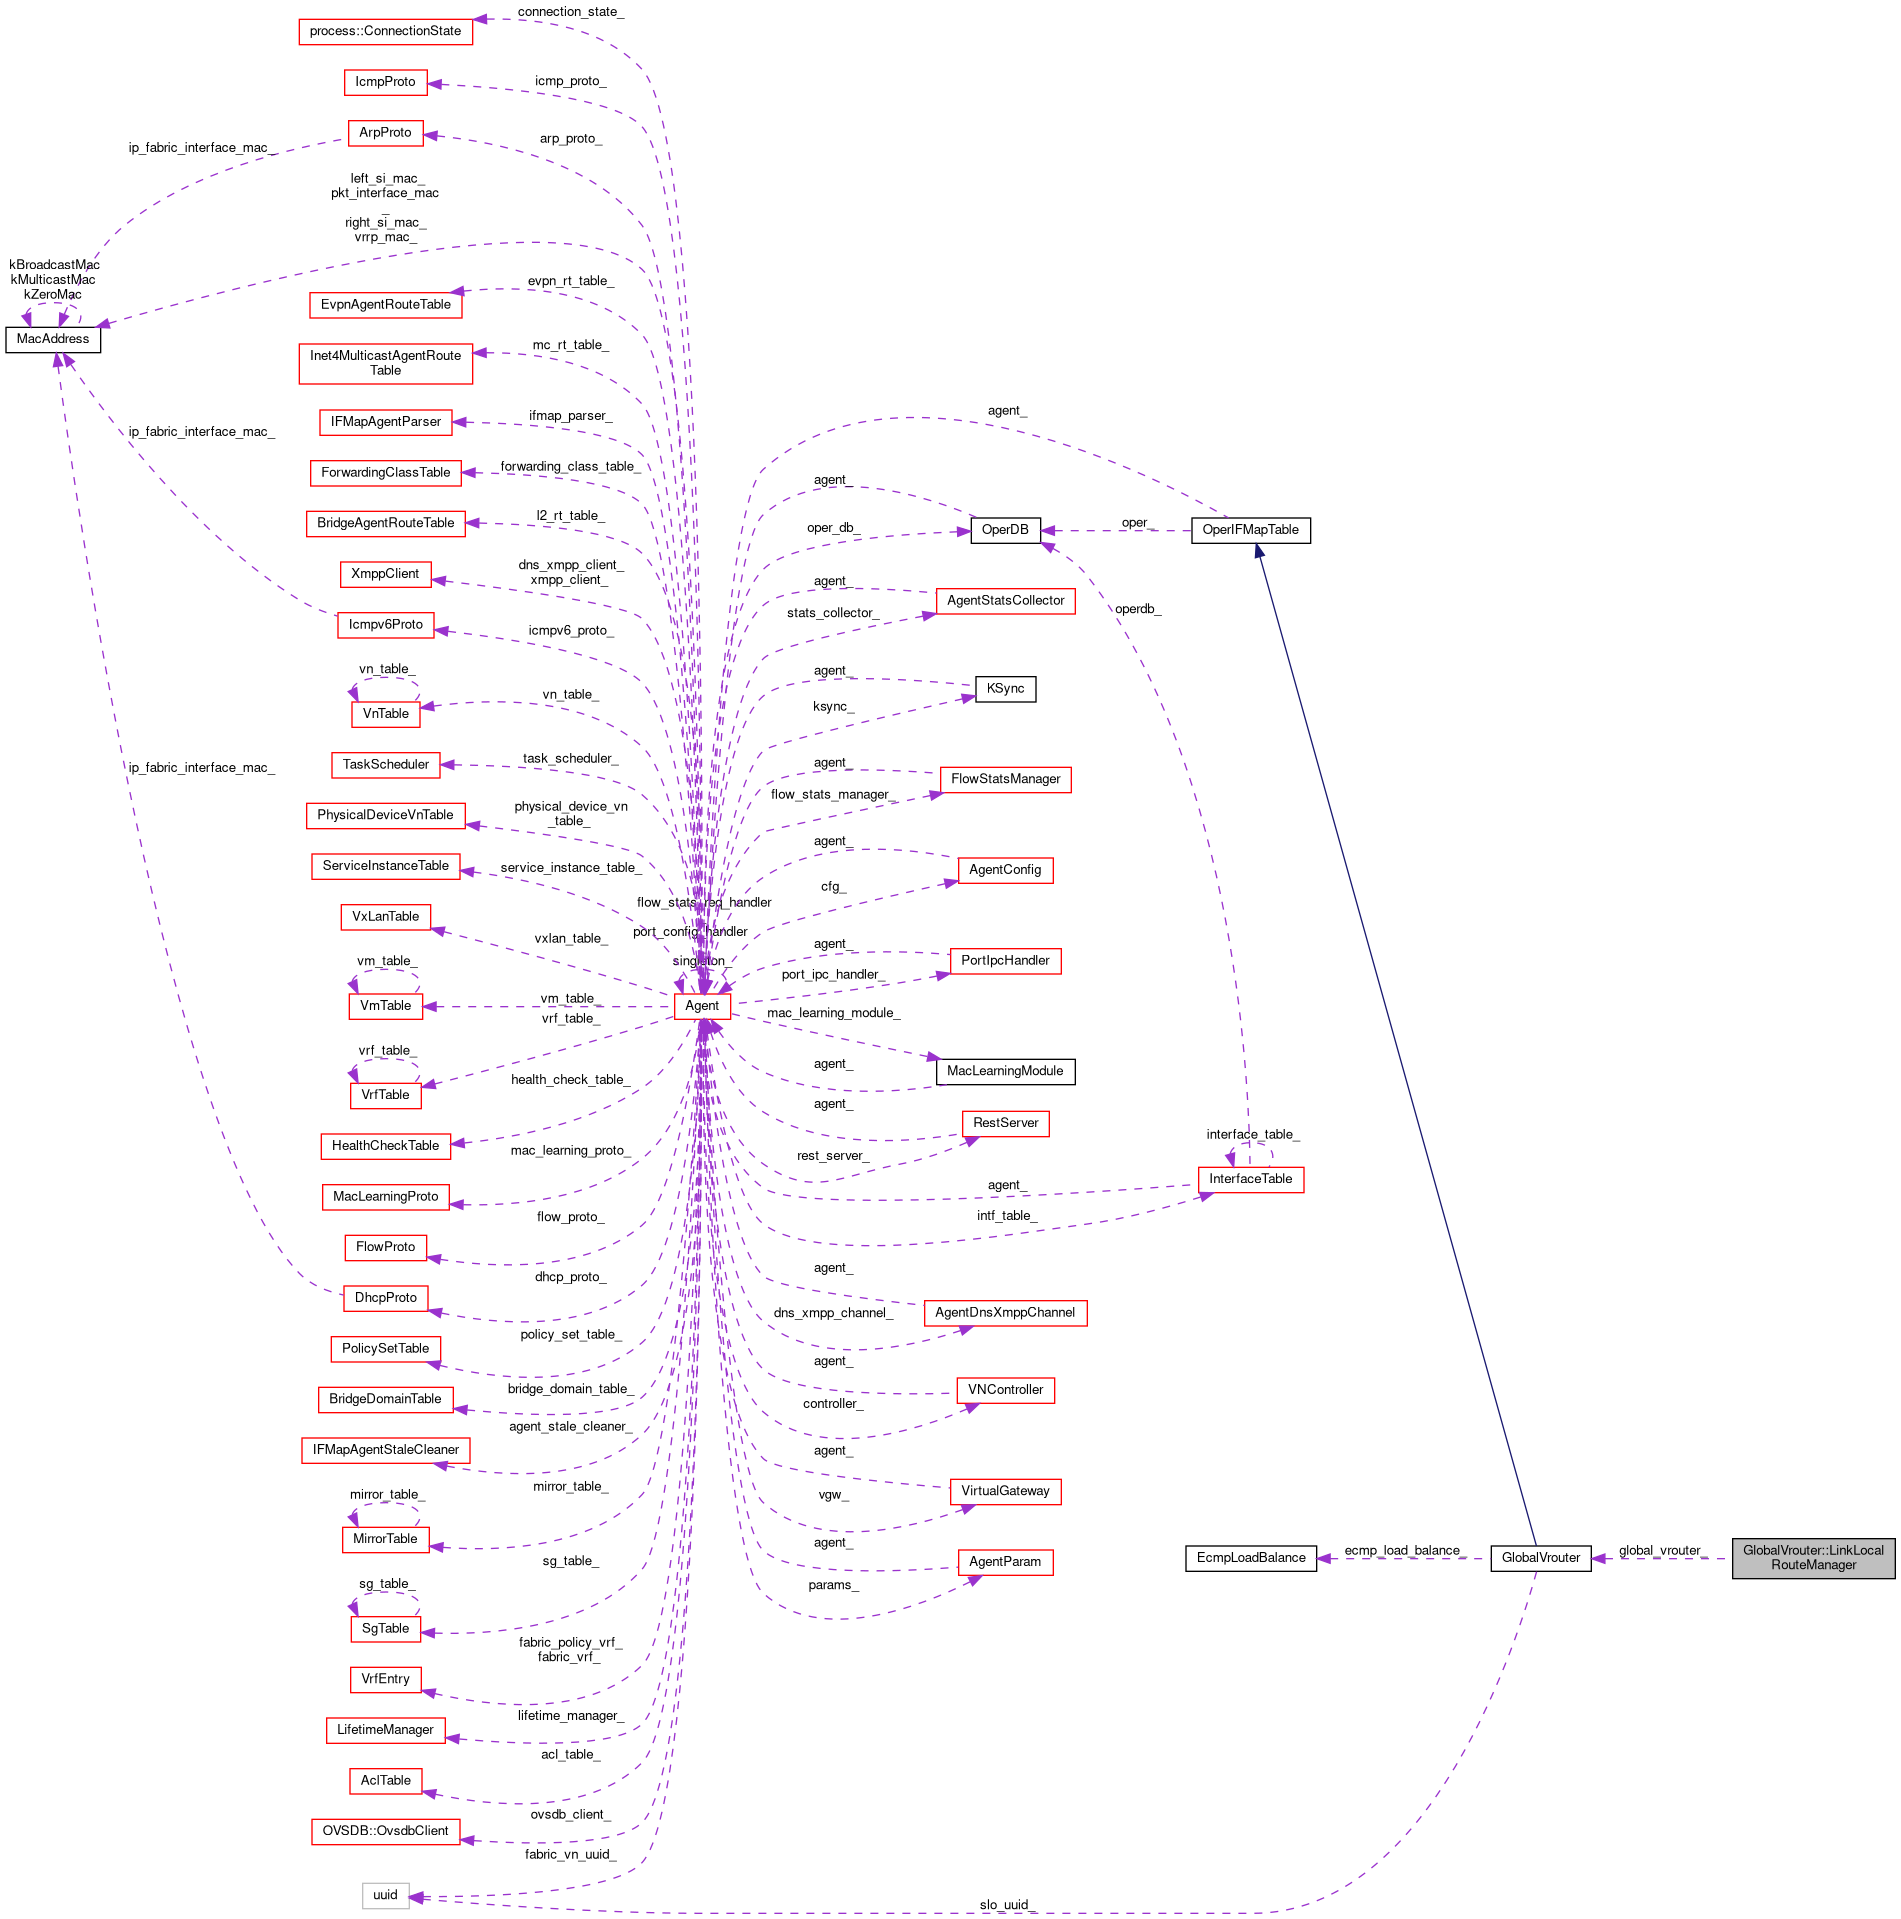 connection_state_
process::ConnectionState
IcmpProto
icmp_proto_
ArpProto
arp_proto_
ip_fabric_interface_mac_
left_si_mac_
pkt_interface_mac
_
right_si_mac_
vrrp_mac_
kBroadcastMac
kMulticastMac
kZeroMac
MacAddress
evpn_rt_table_
EvpnAgentRouteTable
mc_rt_table_
Inet4MulticastAgentRoute
Table
ifmap_parser_
IFMapAgentParser
ip_fabric_interface_mac_
forwarding_class_table_
ForwardingClassTable
l2_rt_table_
BridgeAgentRouteTable
dns_xmpp_client_
xmpp_client_
XmppClient
Icmpv6Proto
icmpv6_proto_
vn_table_
vn_table_
VnTable
task_scheduler_
TaskScheduler
ip_fabric_interface_mac_
physical_device_vn
_table_
PhysicalDeviceVnTable
ServiceInstanceTable
service_instance_table_
VxLanTable
vxlan_table_
vm_table_
VmTable
vm_table_
vrf_table_
vrf_table_
VrfTable
health_check_table_
HealthCheckTable
mac_learning_proto_
MacLearningProto
flow_proto_
FlowProto
dhcp_proto_
DhcpProto
policy_set_table_
PolicySetTable
bridge_domain_table_
BridgeDomainTable
agent_stale_cleaner_
IFMapAgentStaleCleaner
mirror_table_
mirror_table_
MirrorTable
sg_table_
sg_table_
SgTable
fabric_policy_vrf_
fabric_vrf_
VrfEntry
lifetime_manager_
LifetimeManager
acl_table_
AclTable
ovsdb_client_
OVSDB::OvsdbClient
fabric_vn_uuid_
uuid
slo_uuid_
flow_stats_req_handler
_
port_config_handler
_
singleton_
Agent
agent_
agent_
oper_db_
OperDB
oper_
OperIFMapTable
agent_
AgentStatsCollector
stats_collector_
operdb_
agent_
KSync
ksync_
agent_
FlowStatsManager
flow_stats_manager_
agent_
AgentConfig
cfg_
agent_
PortIpcHandler
port_ipc_handler_
mac_learning_module_
MacLearningModule
agent_
agent_
RestServer
rest_server_
interface_table_
InterfaceTable
agent_
intf_table_
agent_
AgentDnsXmppChannel
dns_xmpp_channel_
agent_
VNController
controller_
agent_
VirtualGateway
vgw_
agent_
AgentParam
params_
EcmpLoadBalance
ecmp_load_balance_
GlobalVrouter
global_vrouter_
GlobalVrouter::LinkLocal
RouteManager